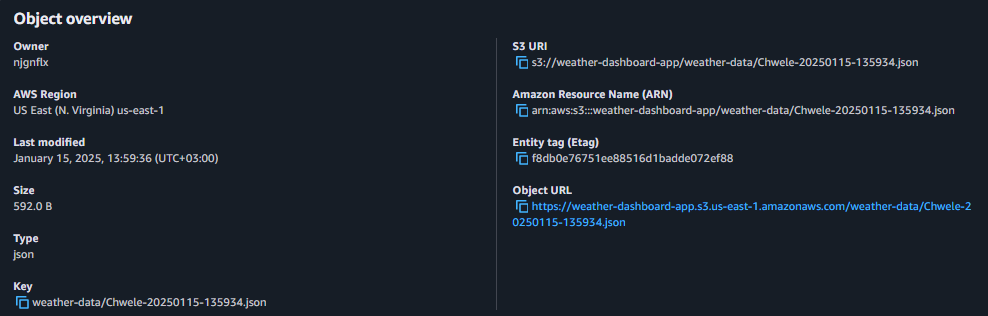 Object overview
Owner
njgnflx
AWS Region
US East (N. Virginia) us-east-1
Last modified
January 15, 2025, 13:59:36 (UTC+03:00)
Size
592.0 B
Type
json
Key
weather-data/Chwele-20250115-135934.json
S3 URI
s3://weather-dashboard-app/weather-data/Chwele-20250115-135934.json
Amazon Resource Name (ARN)
arn:aws:s3:::weather-dashboard-app/weather-data/Chwele-20250115-135934.json
Entity tag (Etag)
f8db0e76751ee88516d1badde072ef88
Object URL
https://weather-dashboard-app.s3.us-east-1.amazonaws.com/weather-data/Chwele-2
0250115-135934.json